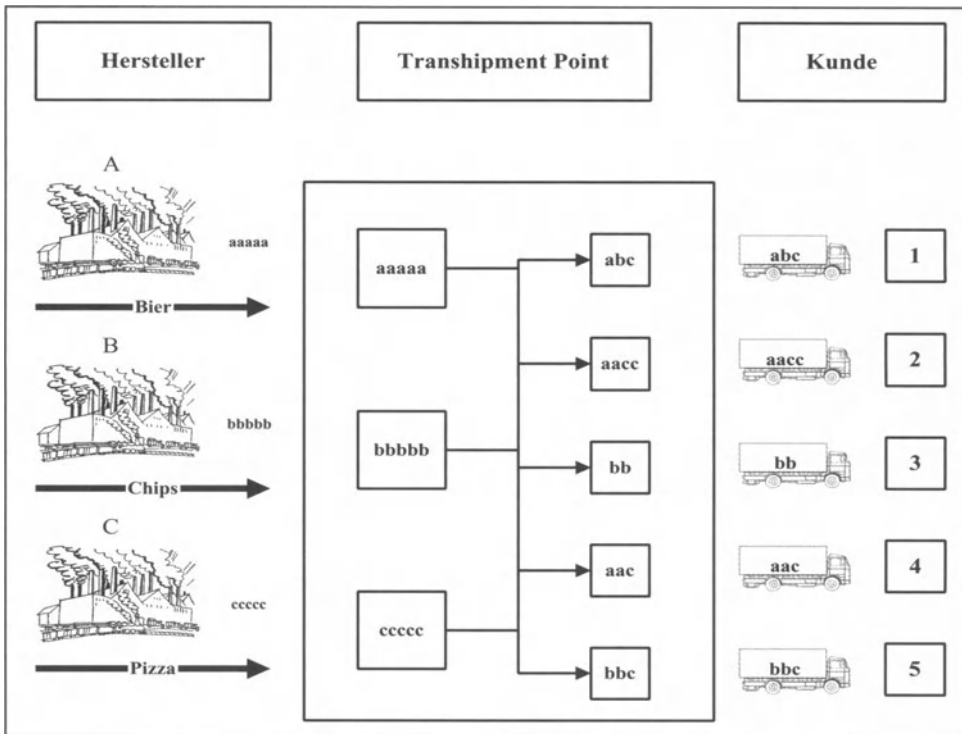 Hersteller
Transhipment Point
Kunde
A
aaaaa
Bier
B
bbbbb
Chips
C
ccccc
Pizza
aaaaa
bbbbb
ccccc
abc
aacc
bb
aac
bbc
abc
1
aacc
2
bb
3
aac
4
bbc
5